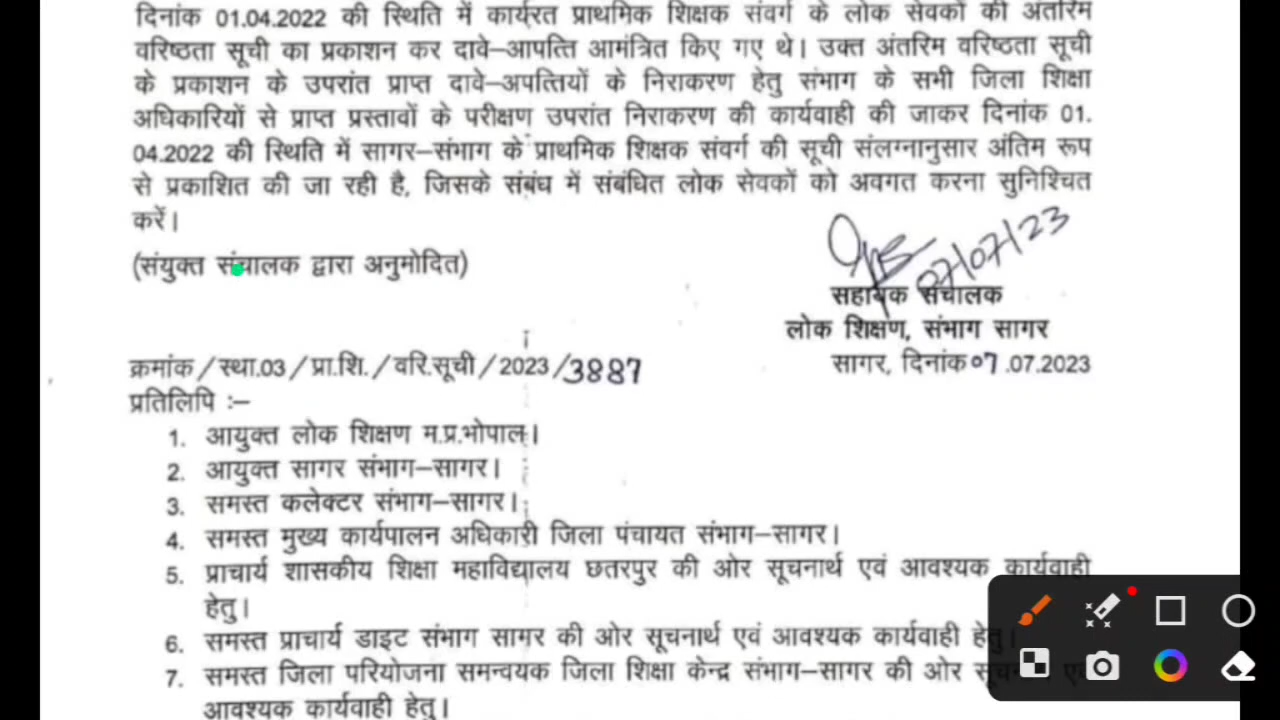 दिनांक 01.04.2022 की स्थिति में कार्यरत प्राथमिक शिक्षक संवर्ग के लोक सेवकों की अंतरिम
वरिष्ठता सूची का प्रकाशन कर दावे–आपत्ति आमंत्रित किए गए थे। उक्त अंतरिम वरिष्ठता सूची
के प्रकाशन के उपरांत प्राप्त दावे–अपत्तियों के निराकरण हेतु संभाग के सभी जिला शिक्षा
अधिकारियों से प्राप्त प्रस्तावों के परीक्षण उपरांत निराकरण की कार्यवाही की जाकर दिनांक 01.
04.2022 की स्थिति में सागर–संभाग के प्राथमिक शिक्षक संवर्ग की सूची संलग्नानुसार अंतिम रूप
से प्रकाशित की जा रही है, जिसके संबंध में संबंधित लोक सेवकों को अवगत करना सुनिश्चित
करें।
07/07/23
(संयुक्त संचालक द्वारा अनुमोदित)
सहायक संचालक
लोक शिक्षण, संभाग सागर
क्रमांक/स्था.03/प्रा.शि./वरि.सूची/2023/3887
सागर, दिनांक 07.07.2023
प्रतिलिपि :–
1. आयुक्त लोक शिक्षण म.प्र.भोपाल।
2. आयुक्त सागर संभाग–सागर।
3. समस्त कलेक्टर संभाग–सागर।
4. समस्त मुख्य कार्यपालन अधिकारी जिला पंचायत संभाग–सागर।
5. प्राचार्य शासकीय शिक्षा महाविद्यालय छतरपुर की ओर सूचनार्थ एवं आवश्यक कार्यवाही
हेतु।
6. समस्त प्राचार्य डाइट संभाग सागर की ओर सूचनार्थ एवं आवश्यक कार्यवाही हेतु।
7. समस्त जिला परियोजना समन्वयक जिला शिक्षा केन्द्र संभाग–सागर की ओर
आवश्यक कार्यवाही हेतु।